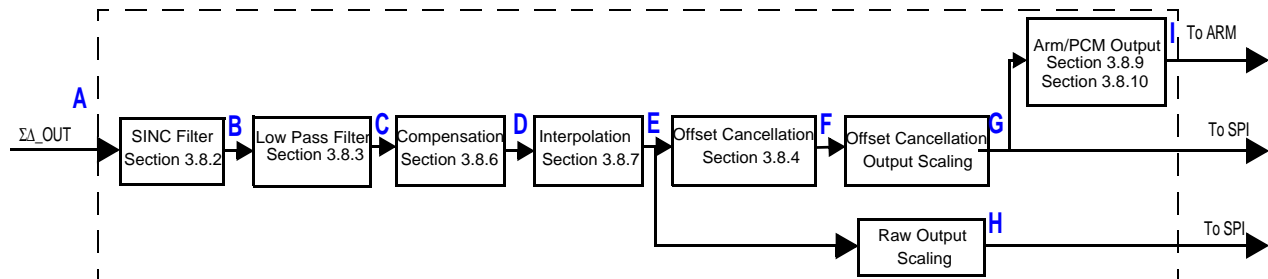 A
ΣΔ_OUT
SINC Filter
Section 3.8.2
B
Low Pass Filter
Section 3.8.3
C
Compensation
Section 3.8.6
D
Interpolation
Section 3.8.7
E
Offset Cancellation
Section 3.8.4
F
Offset Cancellation
Output Scaling
G
Arm/PCM Output
Section 3.8.9
Section 3.8.10
I
To ARM
To SPI
Raw Output
Scaling
H
To SPI